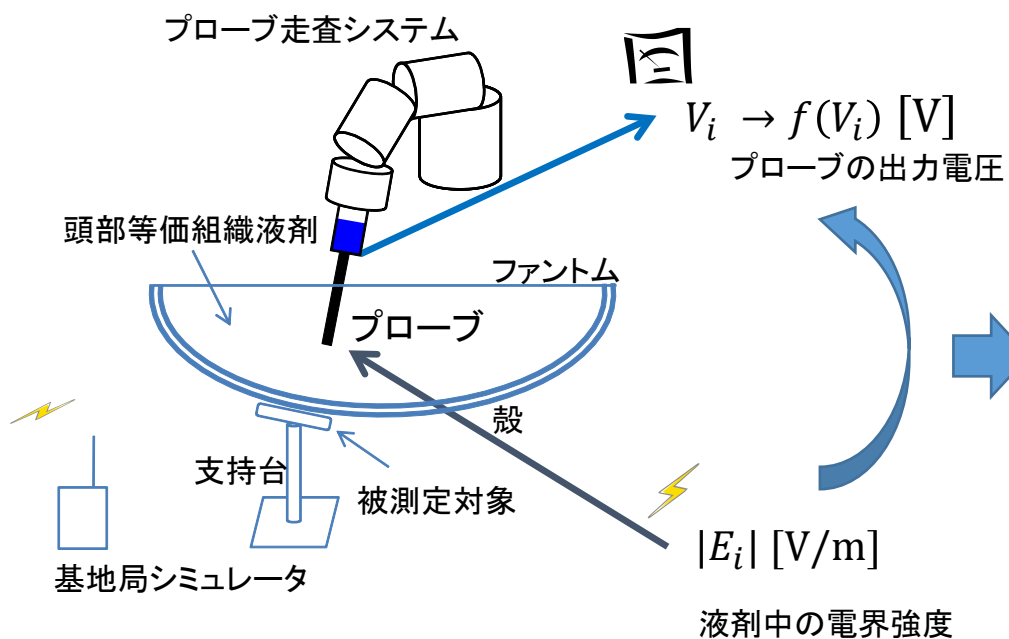 プローブ走査システム
V_i → f(V_i) [V]
プローブの出力電圧
頭部等価組織液剤
ファントム
プローブ
殻
支持台
被測定対象
|E_i| [V/m]
基地局シミュレータ
液剤中の電界強度